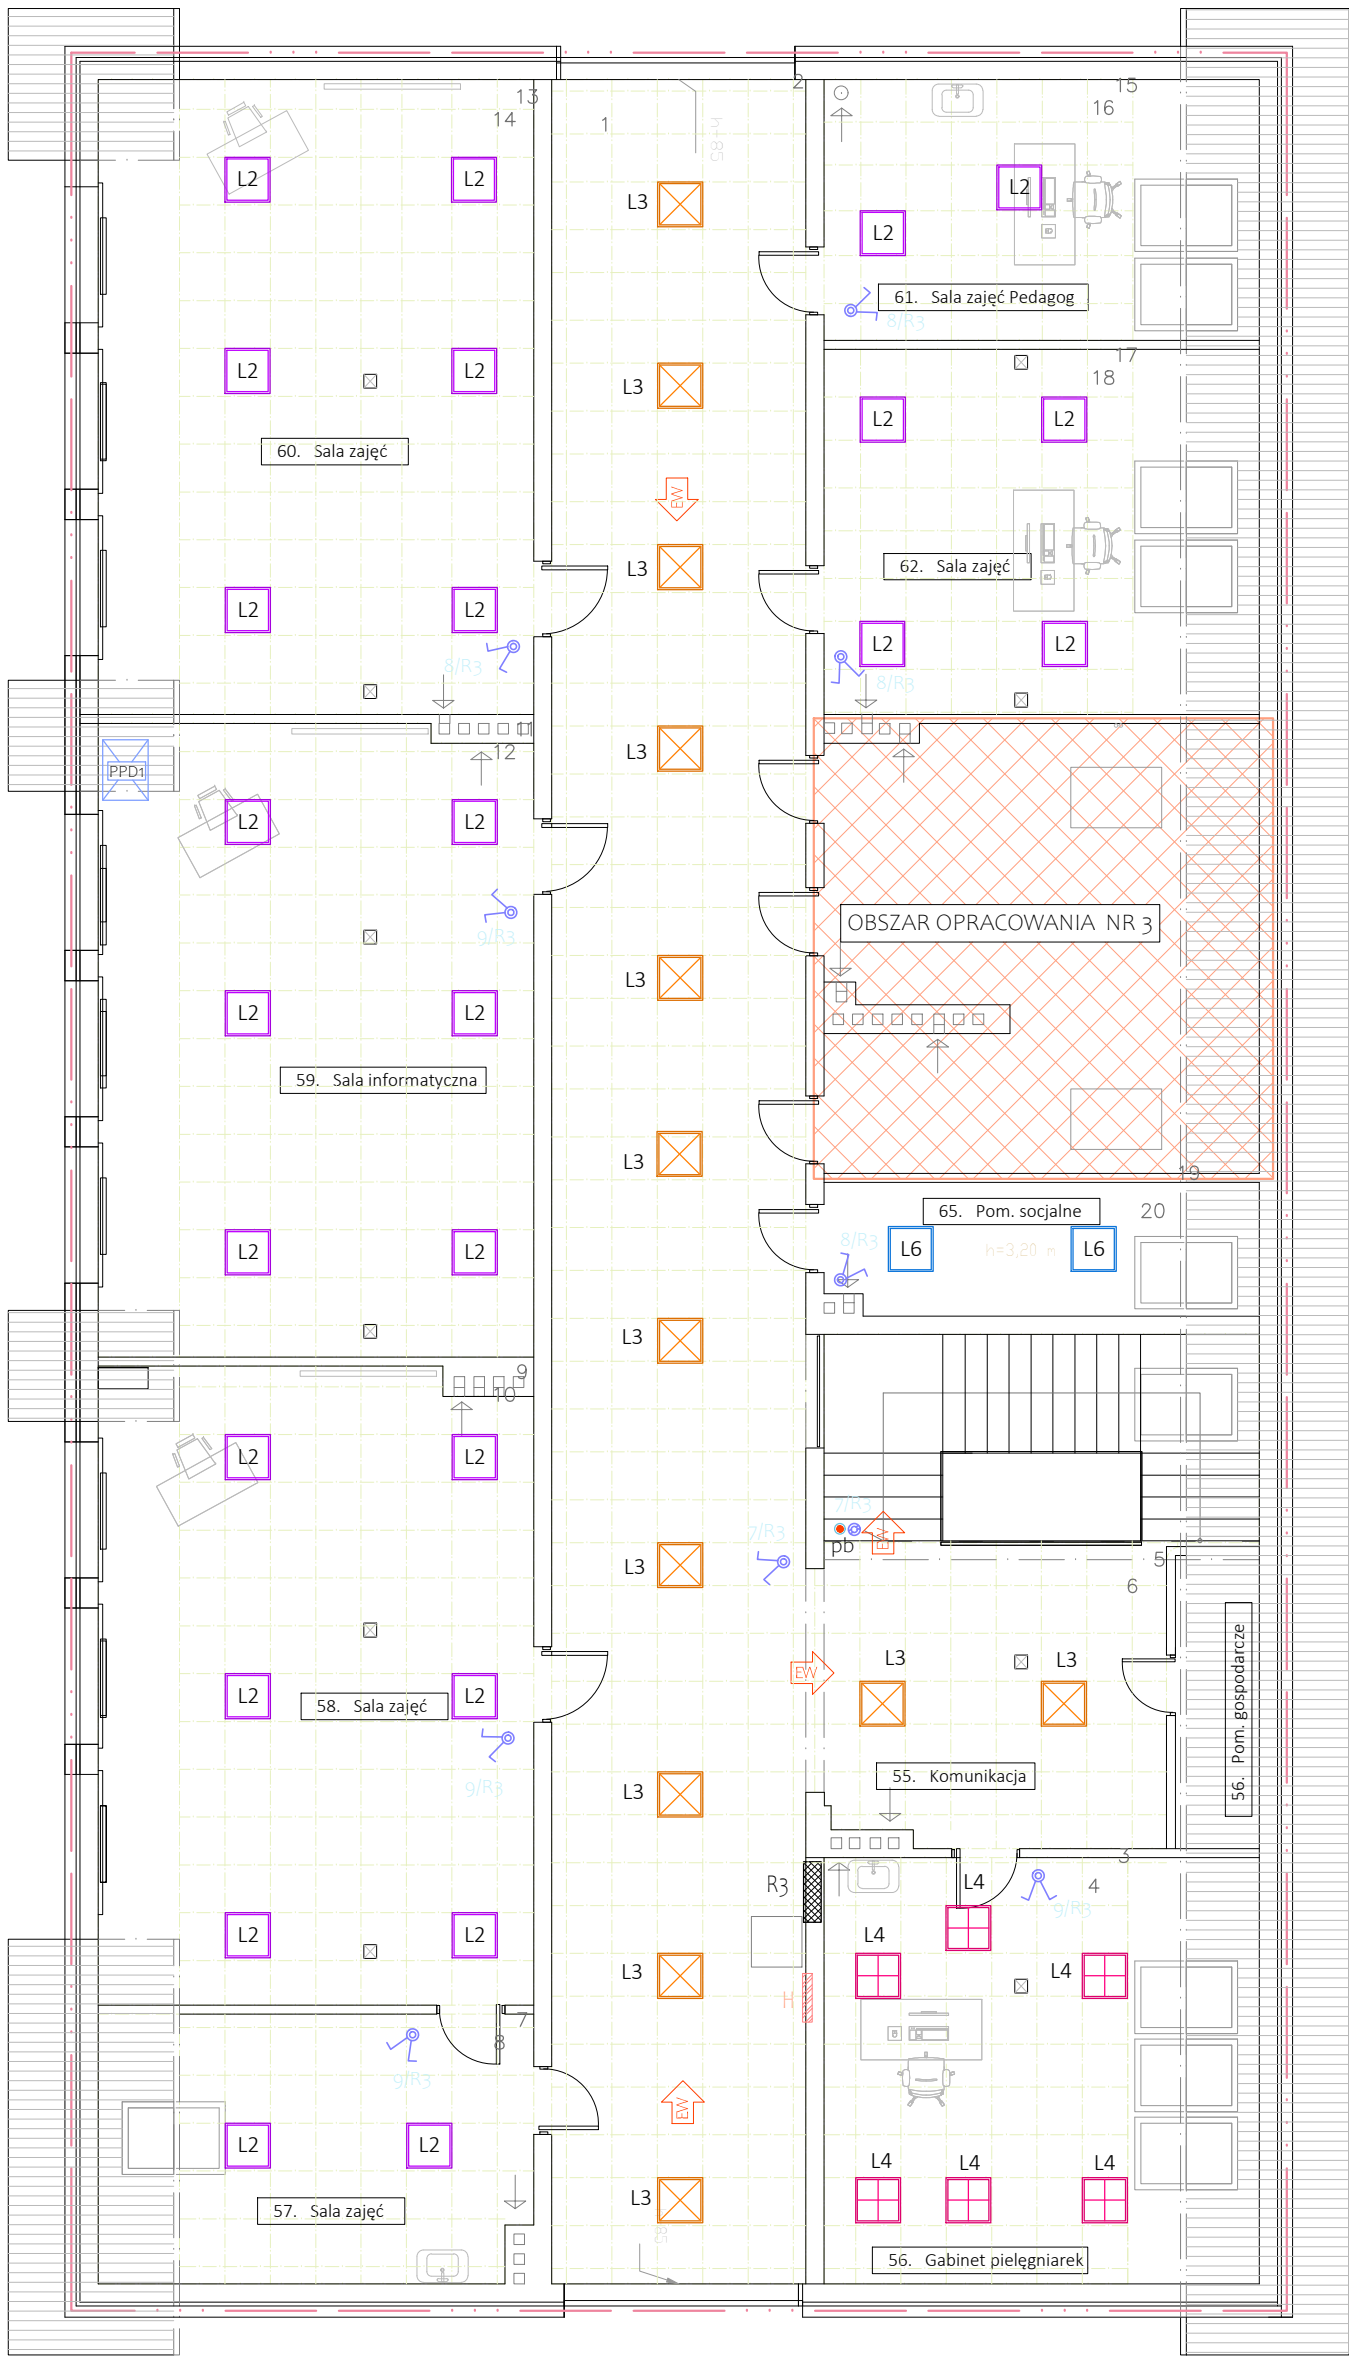 13
14
1
2
15
16
h=85
L2
L2
L3
L2
L2
61. Sala zajęć Pedagog
8/R3
17
18
L2
L2
L3
L2
L2
60. Sala zajęć
EW
L3
62. Sala zajęć
L2
L2
L2
L2
8/R3
8/R3
11
12
PPD1
L3
L2
L2
9/R3
OBSZAR OPRACOWANIA NR 3
L3
L2
L2
59. Sala informatyczna
L3
19
20
65. Pom. socjalne
8/R3
L6
h=3,20 m
L6
L2
L2
L3
9
10
L2
L2
7/R3
7/R3
pb
EW
5
6
L3
EW
L3
L3
56. Pom. gospodarcze
L2
L2
58. Sala zajęć
9/R3
55. Komunikacja
L3
3
4
R3
L4
9/R3
L2
L2
L4
L4
L3
H
7
8
9/R3
EW
L2
L2
L4
L4
L4
L3
85
57. Sala zajęć
56. Gabinet pielęgniarek